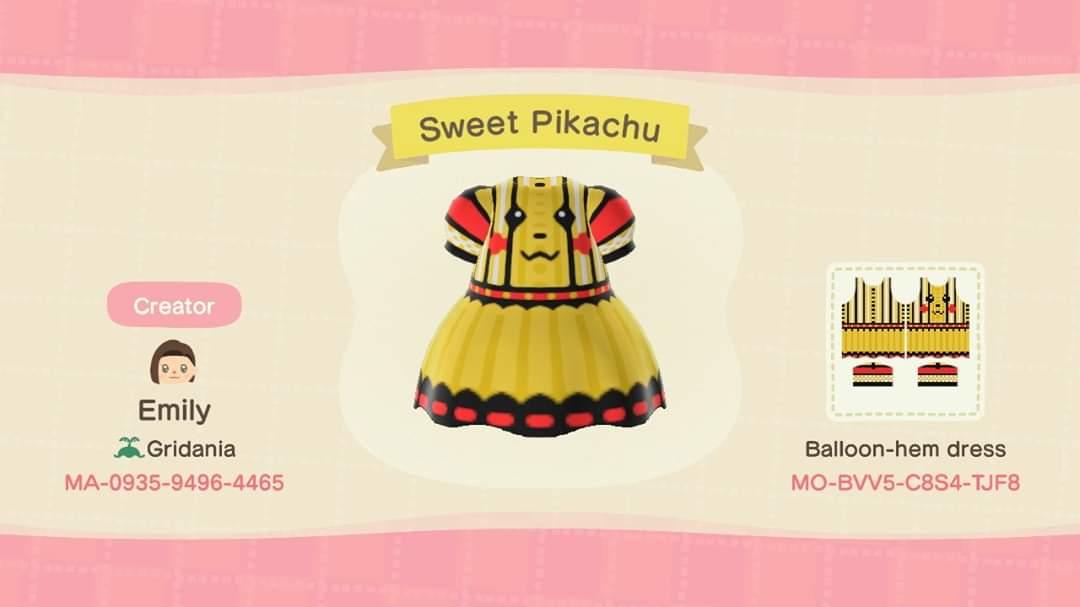 Sweet Pikachu
Creator
Emily
Gridania
MA-0935-9496-4465
Balloon-hem dress
MO-BVV5-C8S4-TJF8